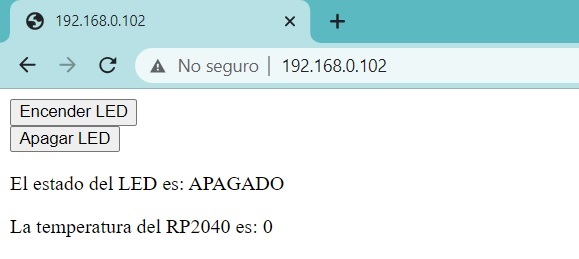 192.168.0.102
No seguro | 192.168.0.102
Encender LED
Apagar LED
El estado del LED es: APAGADO
La temperatura del RP2040 es: 0